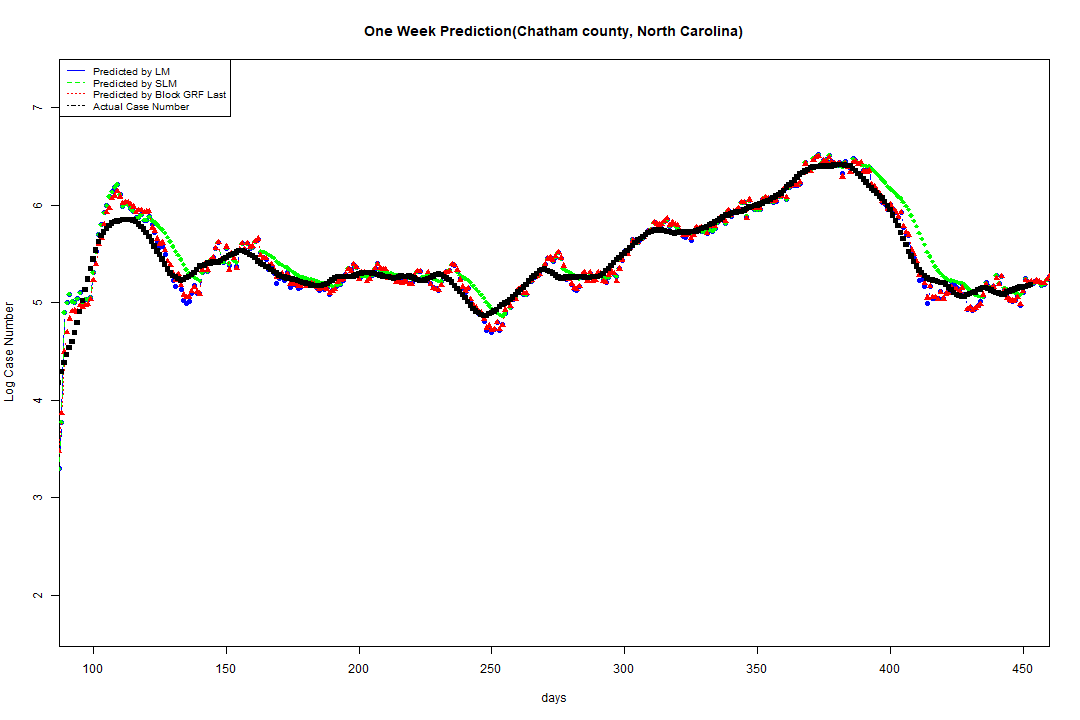 One Week Prediction(Chatham county, North Carolina)
Predicted by LM
Predicted by SLM
Predicted by Block GRF Last
Actual Case Number
7
6
5
4
3
2
Log Case Number
100 150 200 250 300 350 400 450
days